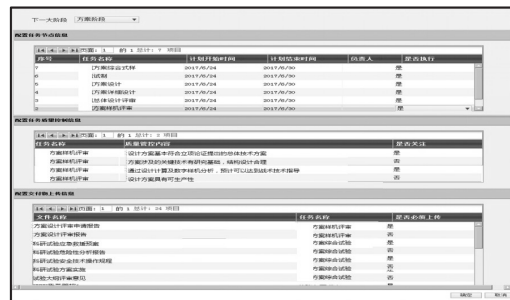 下一大阶段 方案阶段
配置任务节点信息
页面: 1 的 1 总计: 7 项目
序号 任务名称 计划开始时间 计划结束时间 负责人 是否执行
7 方案综合试样 2017/6/24 2017/6/30 是
6 试制 2017/6/24 2017/6/30 是
5 方案设计 2017/6/24 2017/6/30 是
4 方案详细设计 2017/6/24 2017/6/30 是
3 总体设计评审 2017/6/24 2017/6/30 是
2 方案样机评审 2017/6/24 2017/6/30 是
配置任务质量控制信息
页面: 1 的 1 总计: 项目
任务名称 质量管控内容 是否关注
方案样机评审 设计方案基本符合立项论证提出的总体技术方案 是
方案样机评审 方案涉及的关键技术有研究基础，结构设计合理 否
方案样机评审 通过设计计算及数字样机分析，预计可以达到战术技术指导 是
方案样机评审 设计方案具有可生产性 否
配置交付物上传信息
页面: 1 的 1 总计: 24 项目
文件名称 任务名称 是否必须上传
方案设计评审申请报告 方案样机评审 是
方案设计评审报告 方案样机评审 否
科研试验应急救援预案 方案综合试验 是
科研试验危险性分析报告 方案综合试验 否
科研试验安全技术操作规程 方案综合试验 是
科研试验方案实施 方案综合试验 否
试验大纲评审意见 方案综合试验 否
确定 取消